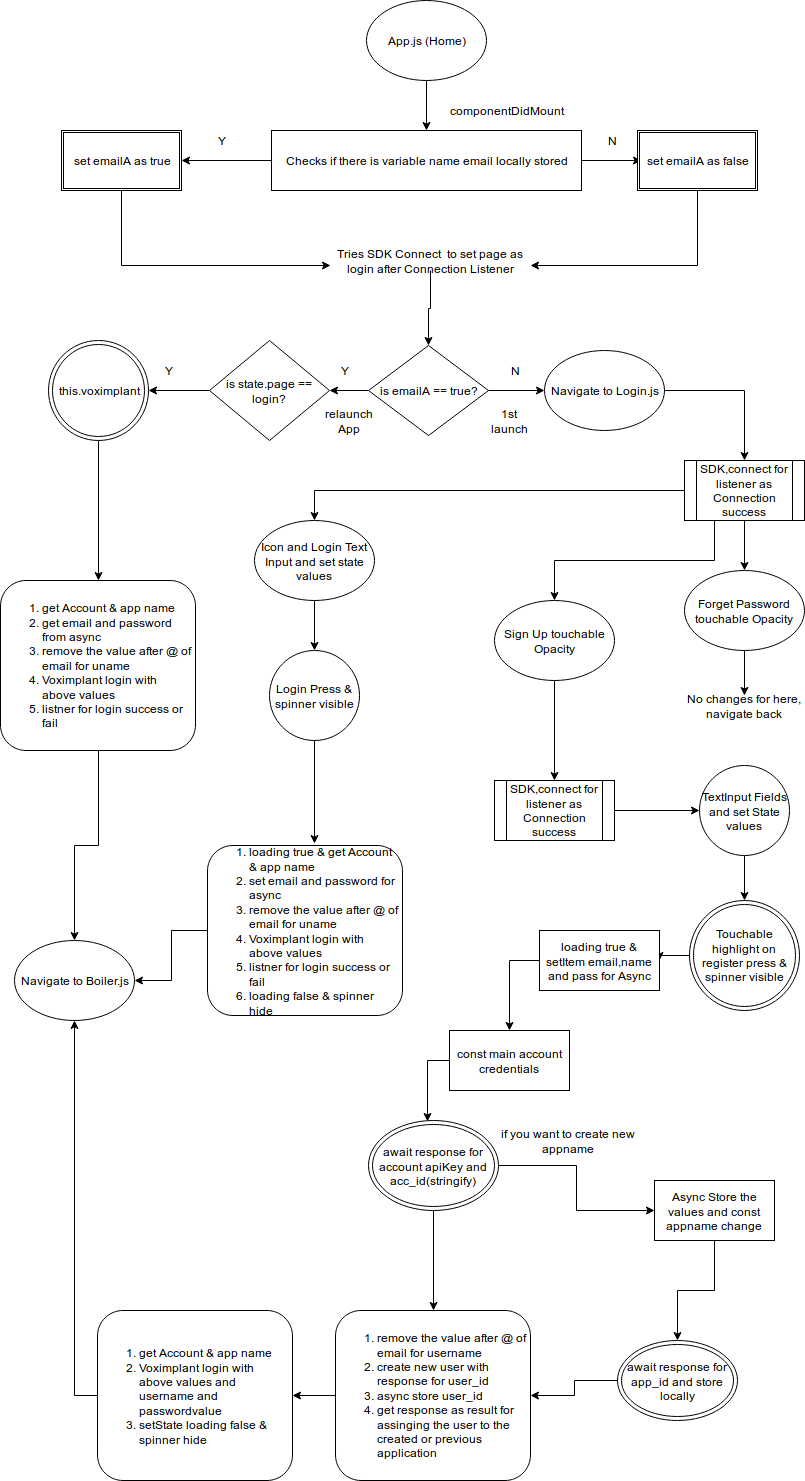 App.js (Home)
componentDidMount
Y
N
set emailA as true
Checks if there is variable name email locally stored
set emailA as false
Tries SDK Connect to set page as
login after Connection Listener
this.voximplant
Y
is state.page ==
login?
Y
relaunch
App
is emailA == true?
N
1st
launch
Navigate to Login.js
SDK,connect for
listener as
Connection
success
Icon and Login Text
Input and set state
values
Sign Up touchable
Opacity
Forget Password
touchable Opacity
No changes for here,
navigate back
1. get Account & app name
2. get email and password
from async
3. remove the value after @ of
email for uname
4. Voximplant login with
above values
5. listner for login success or
fail
Login Press &
spinner visible
SDK,connect for
listener as
Connection
success
TextInput Fields
and set State
values
1. loading true & get Account
& app name
2. set email and password for
async
3. remove the value after @ of
email for uname
4. Voximplant login with
above values
5. listner for login success or
fail
6. loading false & spinner
hide
Touchable
highlight on
register press &
spinner visible
loading true &
setItem email,name
and pass for Async
Navigate to Boiler.js
const main account
credentials
await response for
account apiKey and
acc_id(stringify)
if you want to create new
appname
Async Store the
values and const
appname change
await response for
app_id and store
locally
1. remove the value after @ of
email for username
2. create new user with
response for user_id
3. async store user_id
4. get response as result for
assinging the user to the
created or previous
application
1. get Account & app name
2. Voximplant login with
above values and
username and
passwordvalue
3. setState loading false &
spinner hide